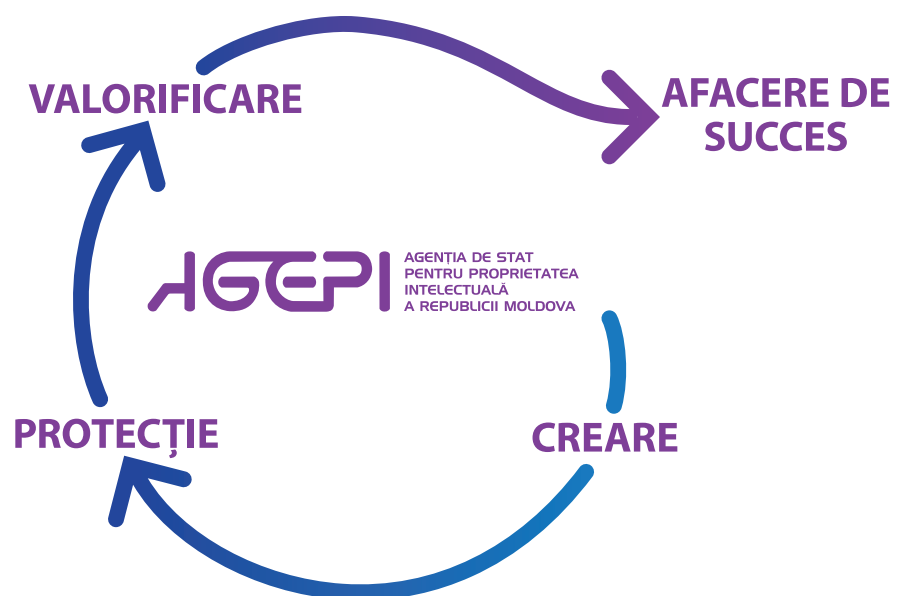 VALORIFICARE
AFACERE DE
SUCCES
AGEPI
AGENȚIA DE STAT
PENTRU PROPRIETATEA
INTELECTUALĂ
A REPUBLICII MOLDOVA
PROTECȚIE
CREARE